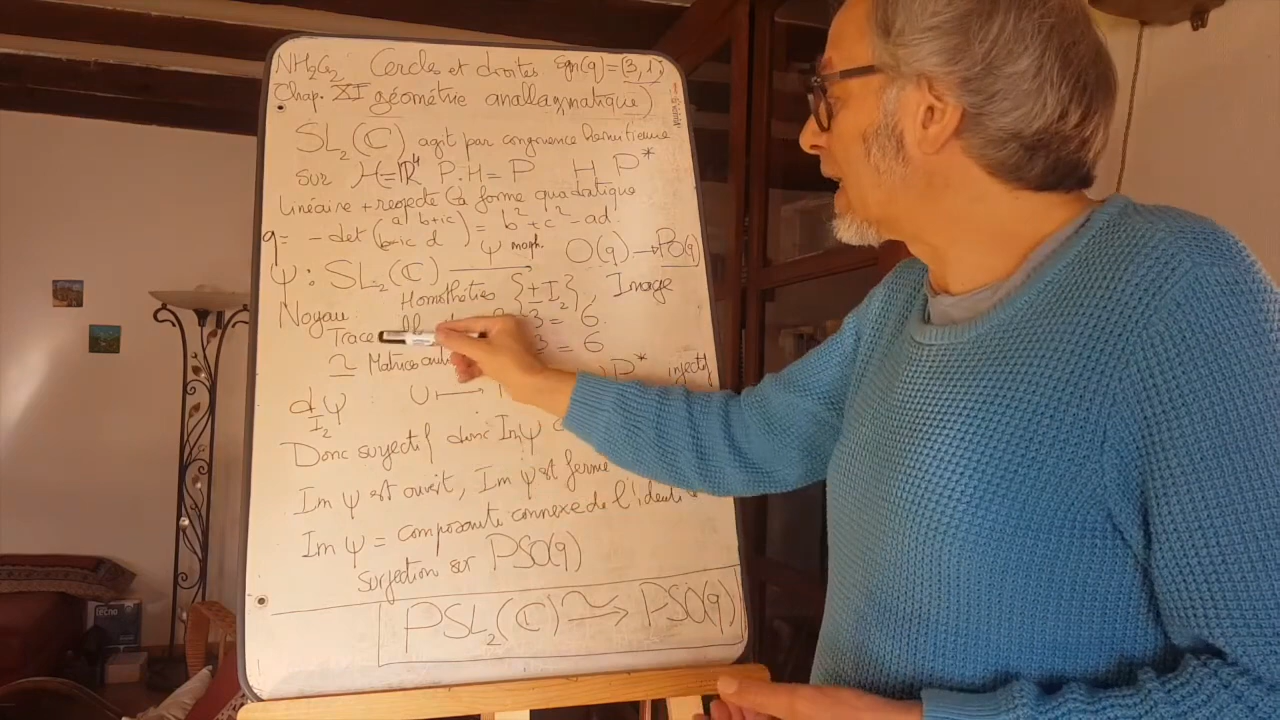 NH₂G₂ Cercles et droites. Sgn(q) = (3, 1)
Chap. XI géométrie anallagmatique)
SL₂(ℂ) agit par congruence hermitienne
sur ℋ=ℝ⁴ P.H = P H P*
linéaire + respecte la forme quadratique
q = - det (a b+ic b-ic d) = b² + c² - ad.
ψ morph. O(q) → PO(q)
ψ : SL₂(ℂ)
Homothéties {± I₂}, Image
Noyau
3 = 6.
Trace
3 = 6
≃ Matrices
d ψ I₂ U ↦ P* injectif
Donc surjectif donc Im ψ
Im ψ est ouvert, Im ψ est fermé
Im ψ = composante connexe de l'identité
surjection sur PSO(q)
PSL₂(ℂ) ⥲ PSO(q)
tecno